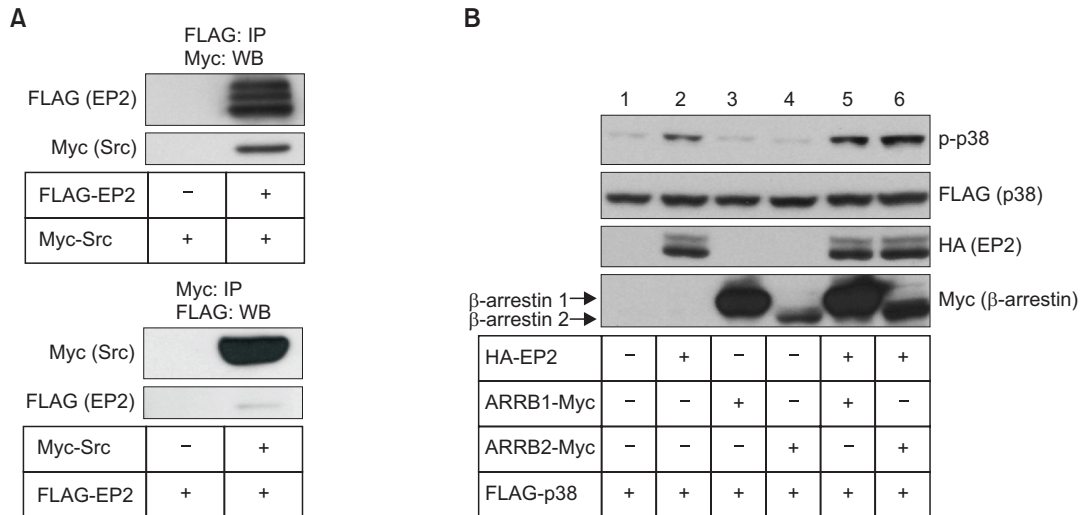 A
FLAG: IP
Myc: WB
FLAG (EP2)
Myc (Src)
FLAG-EP2 – +
Myc-Src + +
Myc: IP
FLAG: WB
Myc (Src)
FLAG (EP2)
Myc-Src – +
FLAG-EP2 + +
B
1 2 3 4 5 6
p-p38
FLAG (p38)
HA (EP2)
β-arrestin 1
β-arrestin 2
Myc (β-arrestin)
HA-EP2 – + – – + +
ARRB1-Myc – – + – + –
ARRB2-Myc – – – + – +
FLAG-p38 + + + + + +